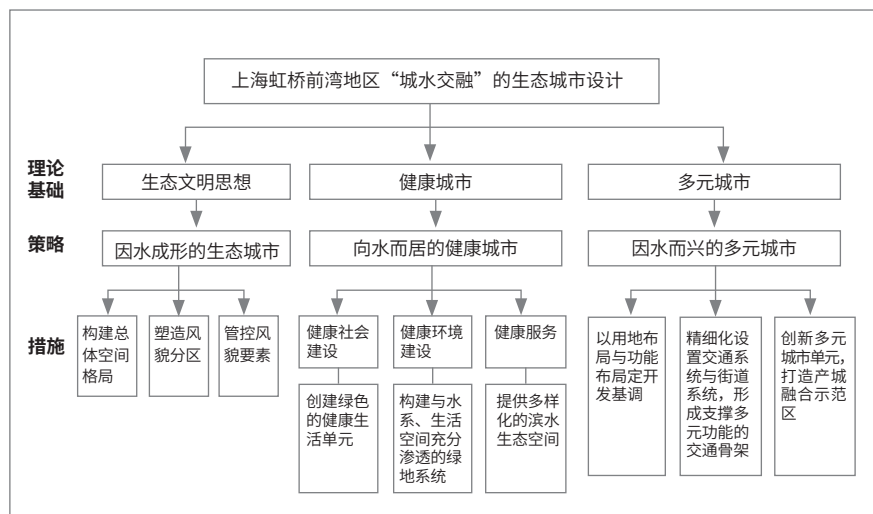 上海虹桥前湾地区“城水交融”的生态城市设计
理论
基础
生态文明思想
健康城市
多元城市
策略
因水成形的生态城市
向水而居的健康城市
因水而兴的多元城市
措施
构建总
体空间
格局
塑造风
貌分区
管控风
貌要素
健康社会
建设
健康环境
建设
健康服务
创建绿色
的健康生
活单元
构建与水
系、生活
空间充分
渗透的绿
地系统
提供多样
化的滨水
生态空间
以用地布
局与功能
布局定开
发基调
精细化设
置交通系
统与街道
系统，形
成支撑多
元功能的
交通骨架
创新多元
城市单元，
打造产城
融合示范
区